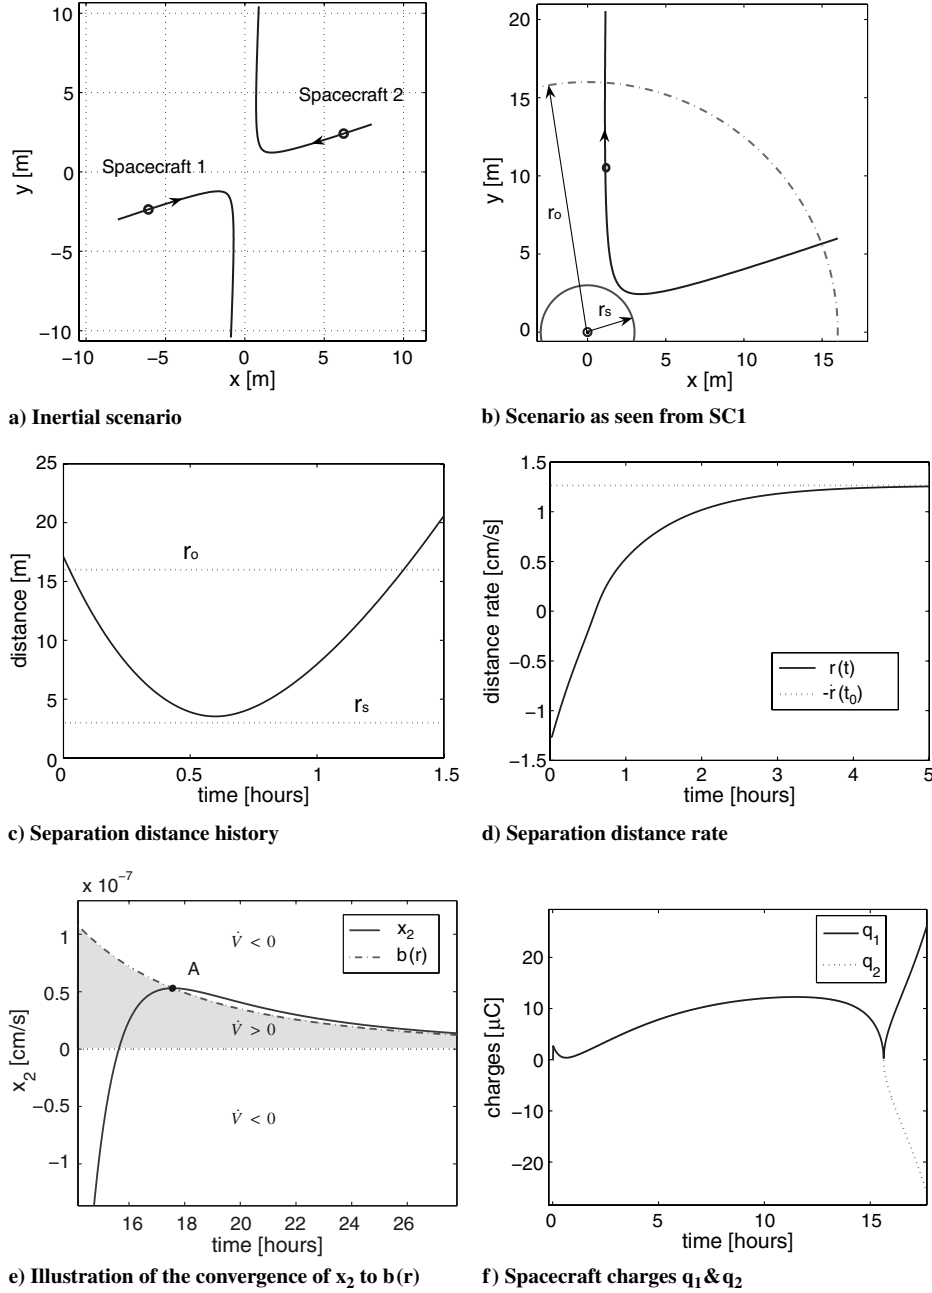 10
5
0
−5
−10
y [m]
−10
−5
0
5
10
x [m]
Spacecraft 2
Spacecraft 1
a) Inertial scenario
20
15
10
5
0
y [m]
0
5
10
15
x [m]
ro
rs
b) Scenario as seen from SC1
25
20
15
10
5
0
distance [m]
0
0.5
1
1.5
time [hours]
ro
rs
c) Separation distance history
1.5
1
0.5
0
−0.5
−1
−1.5
distance rate [cm/s]
0
1
2
3
4
5
time [hours]
r(t)
-ṙ(t0)
d) Separation distance rate
x 10−7
1
0.5
0
−0.5
−1
x2 [cm/s]
16
18
20
22
24
26
time [hours]
V̇ < 0
A
V̇ > 0
V̇ < 0
x2
b(r)
e) Illustration of the convergence of x2 to b(r)
20
10
0
−10
−20
charges [μC]
0
5
10
15
time [hours]
q1
q2
f) Spacecraft charges q1&q2